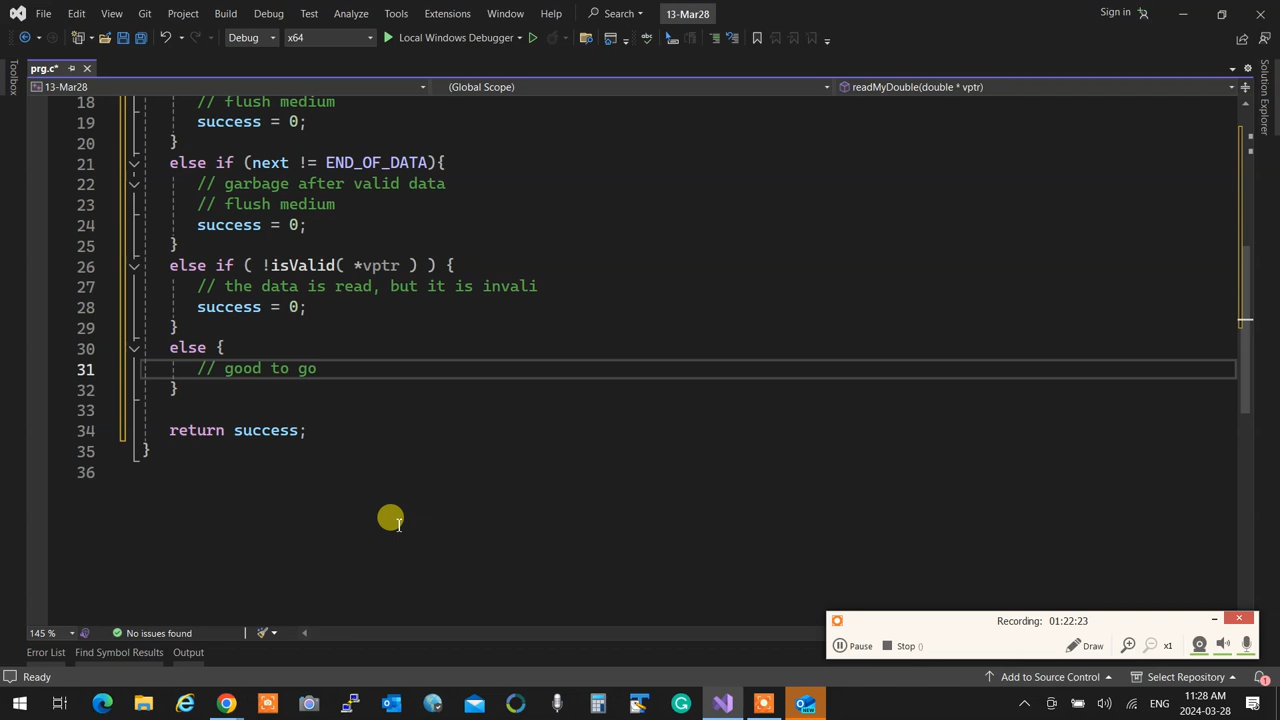 File Edit View Git Project Build Debug Test Analyze Tools Extensions Window Help Search 13-Mar28 Sign in
Debug x64 Local Windows Debugger
prg.c*
13-Mar28 (Global Scope) readMyDouble(double * vptr)
Toolbox
Solution Explorer
18 // flush medium
19 success = 0;
20 }
21 else if (next != END_OF_DATA){
22 // garbage after valid data
23 // flush medium
24 success = 0;
25 }
26 else if ( !isValid( *vptr ) ) {
27 // the data is read, but it is invali
28 success = 0;
29 }
30 else {
31 // good to go
32 }
33
34 return success;
35 }
36
Recording: 01:22:23
Pause Stop () Draw x1
145 % No issues found
Error List Find Symbol Results Output
Ready Add to Source Control Select Repository 1
NEW ENG 11:28 AM
2024-03-28